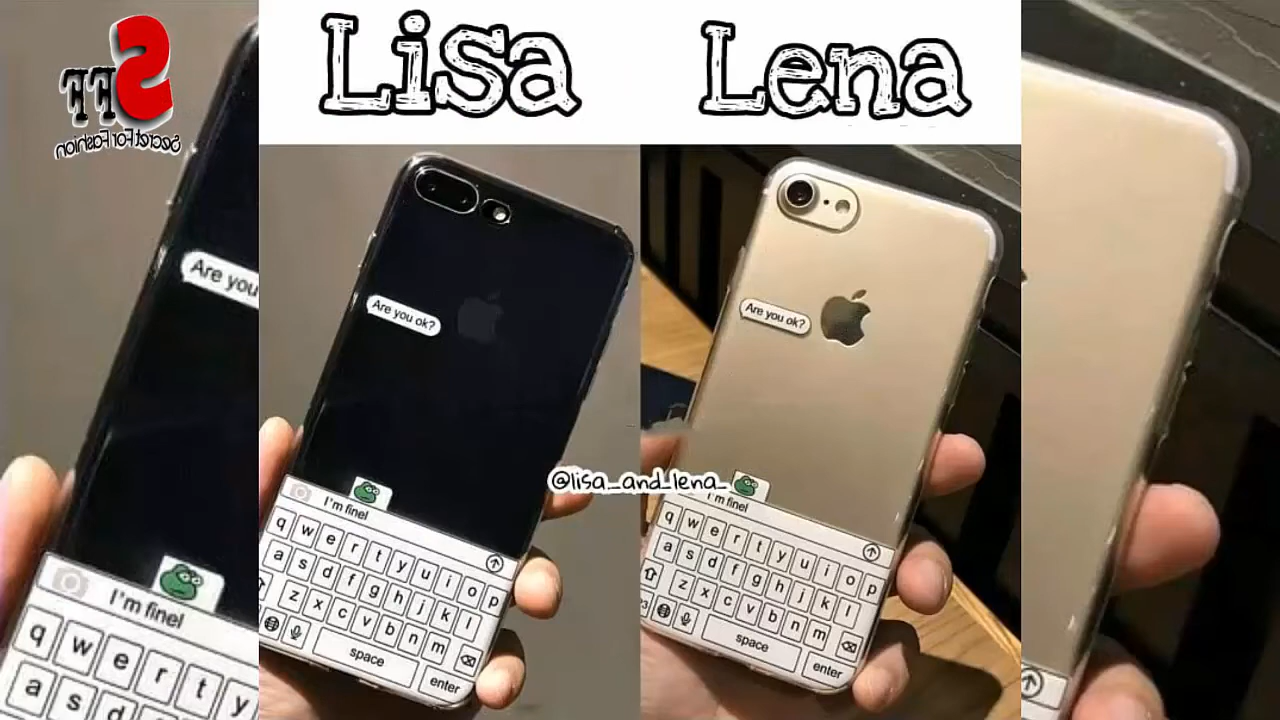 SFF
Secret For Fashion
Lisa
Lena
Are you
I'm fine!
q w e r t y
a s d
Are you ok?
I'm fine!
q w e r t y u i o p
a s d f g h j k l
z x c v b n m
space
enter
@lisa_and_lena_
Are you ok?
I'm fine!
q w e r t y u i o p
a s d f g h j k l
z x c v b n m
space
enter